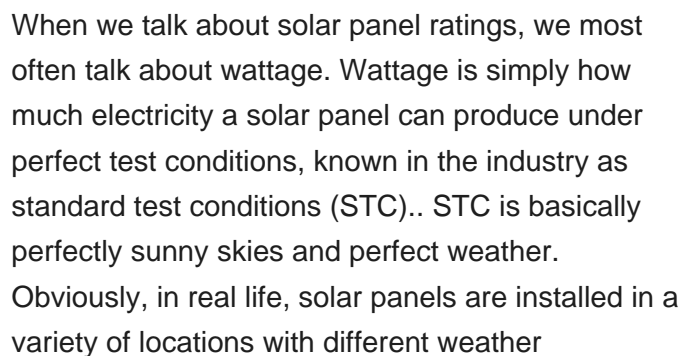 When we talk about solar panel ratings, we most
often talk about wattage. Wattage is simply how
much electricity a solar panel can produce under
perfect test conditions, known in the industry as
standard test conditions (STC).. STC is basically
perfectly sunny skies and perfect weather.
Obviously, in real life, solar panels are installed in a
variety of locations with different weather